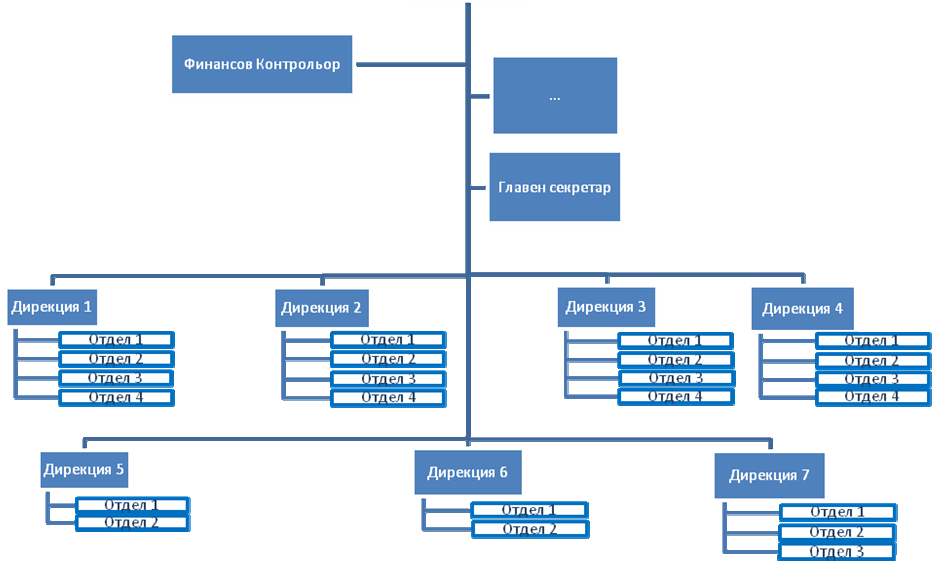 Финансов Контрольор
...
Главен секретар
Дирекция 1
Отдел 1
Отдел 2
Отдел 3
Отдел 4
Дирекция 2
Отдел 1
Отдел 2
Отдел 3
Отдел 4
Дирекция 3
Отдел 1
Отдел 2
Отдел 3
Отдел 4
Дирекция 4
Отдел 1
Отдел 2
Отдел 3
Отдел 4
Дирекция 5
Отдел 1
Отдел 2
Дирекция 6
Отдел 1
Отдел 2
Дирекция 7
Отдел 1
Отдел 2
Отдел 3